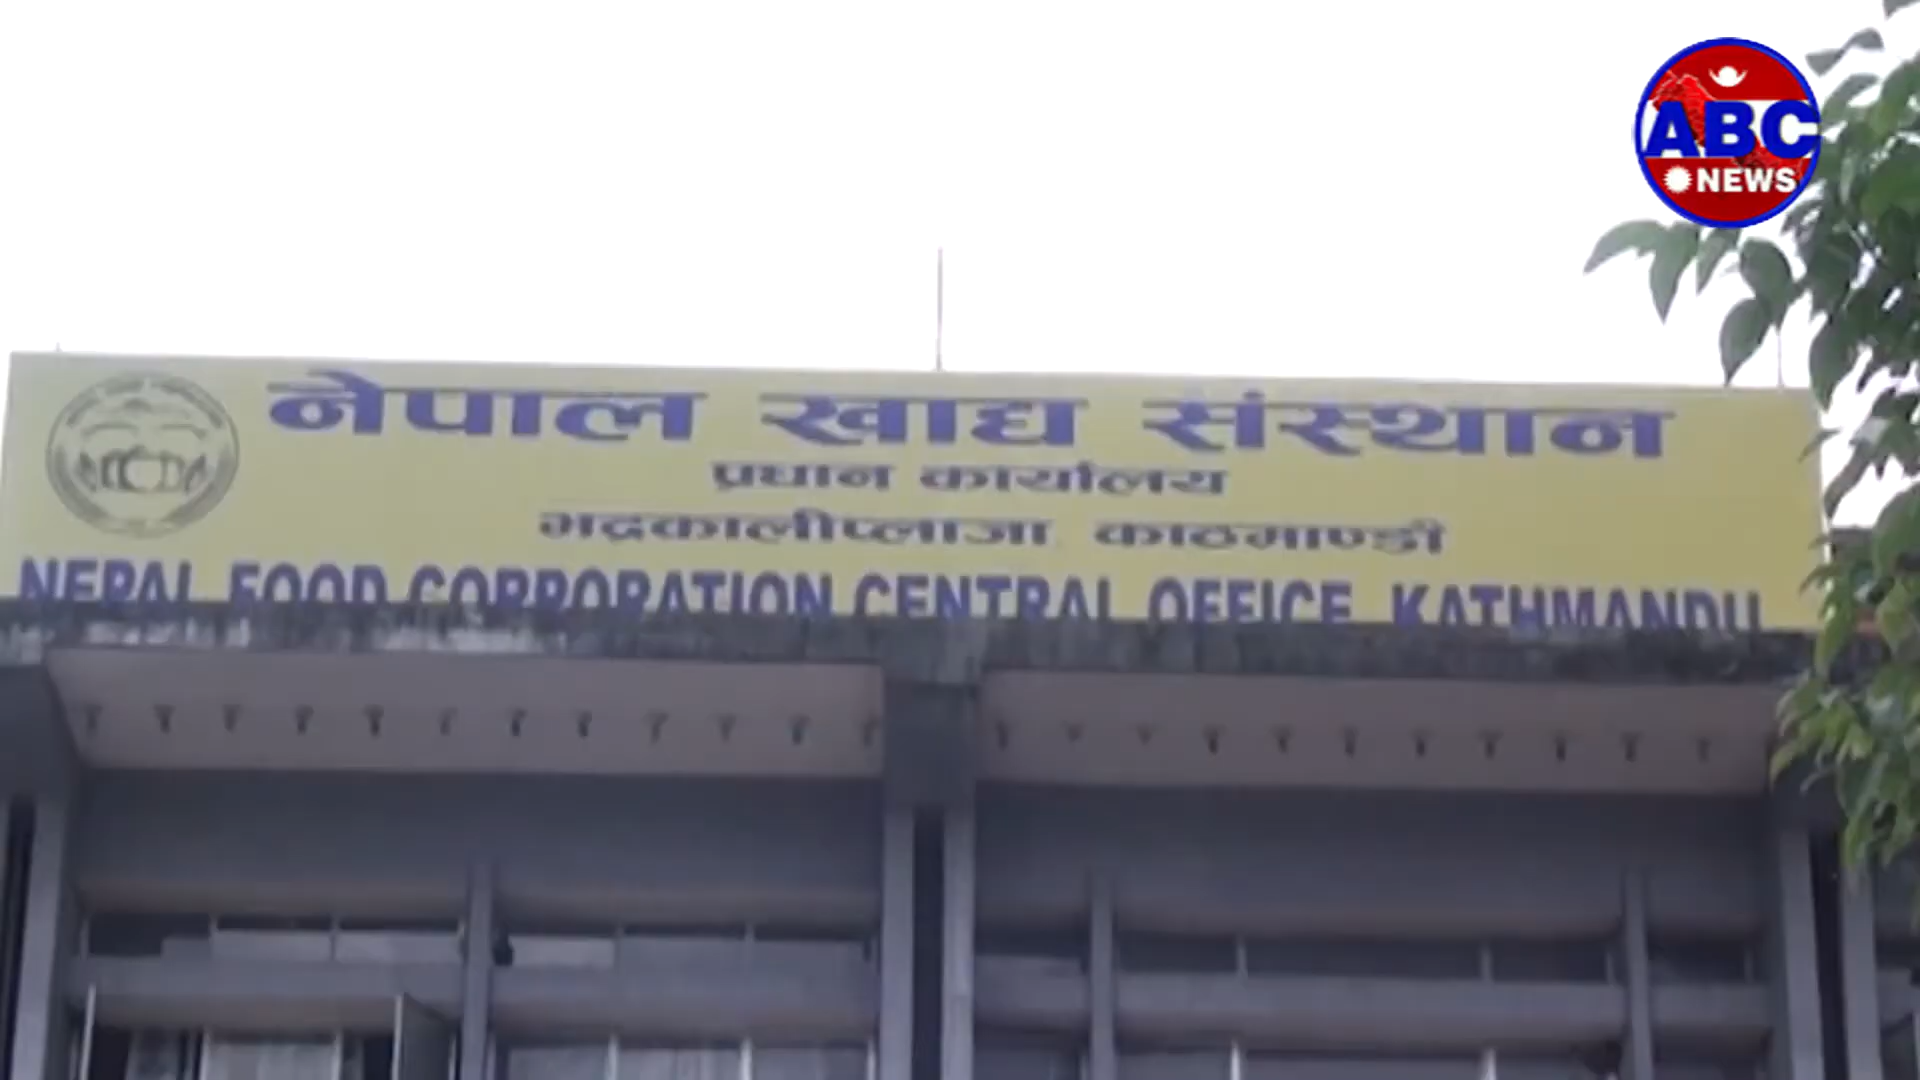 ABC
NEWS
नेपाल खाद्य संस्थान
प्रधान कार्यालय
भद्रकालीप्लाजा, काठमाण्डौ
NEPAL FOOD CORPORATION CENTRAL OFFICE, KATHMANDU